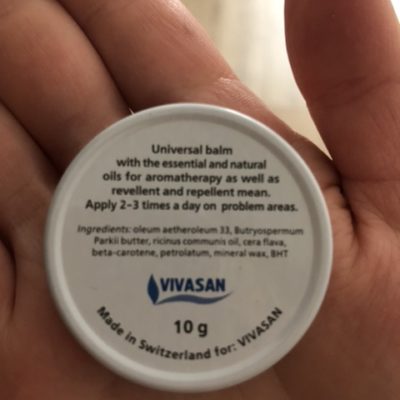 Universal balm
with the essential and natural
oils for aromatherapy as well as
revellent and repellent mean.
Apply 2-3 times a day on problem areas.
Ingredients: oleum aetheroleum 33, Butryospermum
Parkii butter, ricinus communis oil, cera flava,
beta-carotene, petrolatum, mineral wax, BHT
VIVASAN
10 g
Made in Switzerland for: VIVASAN